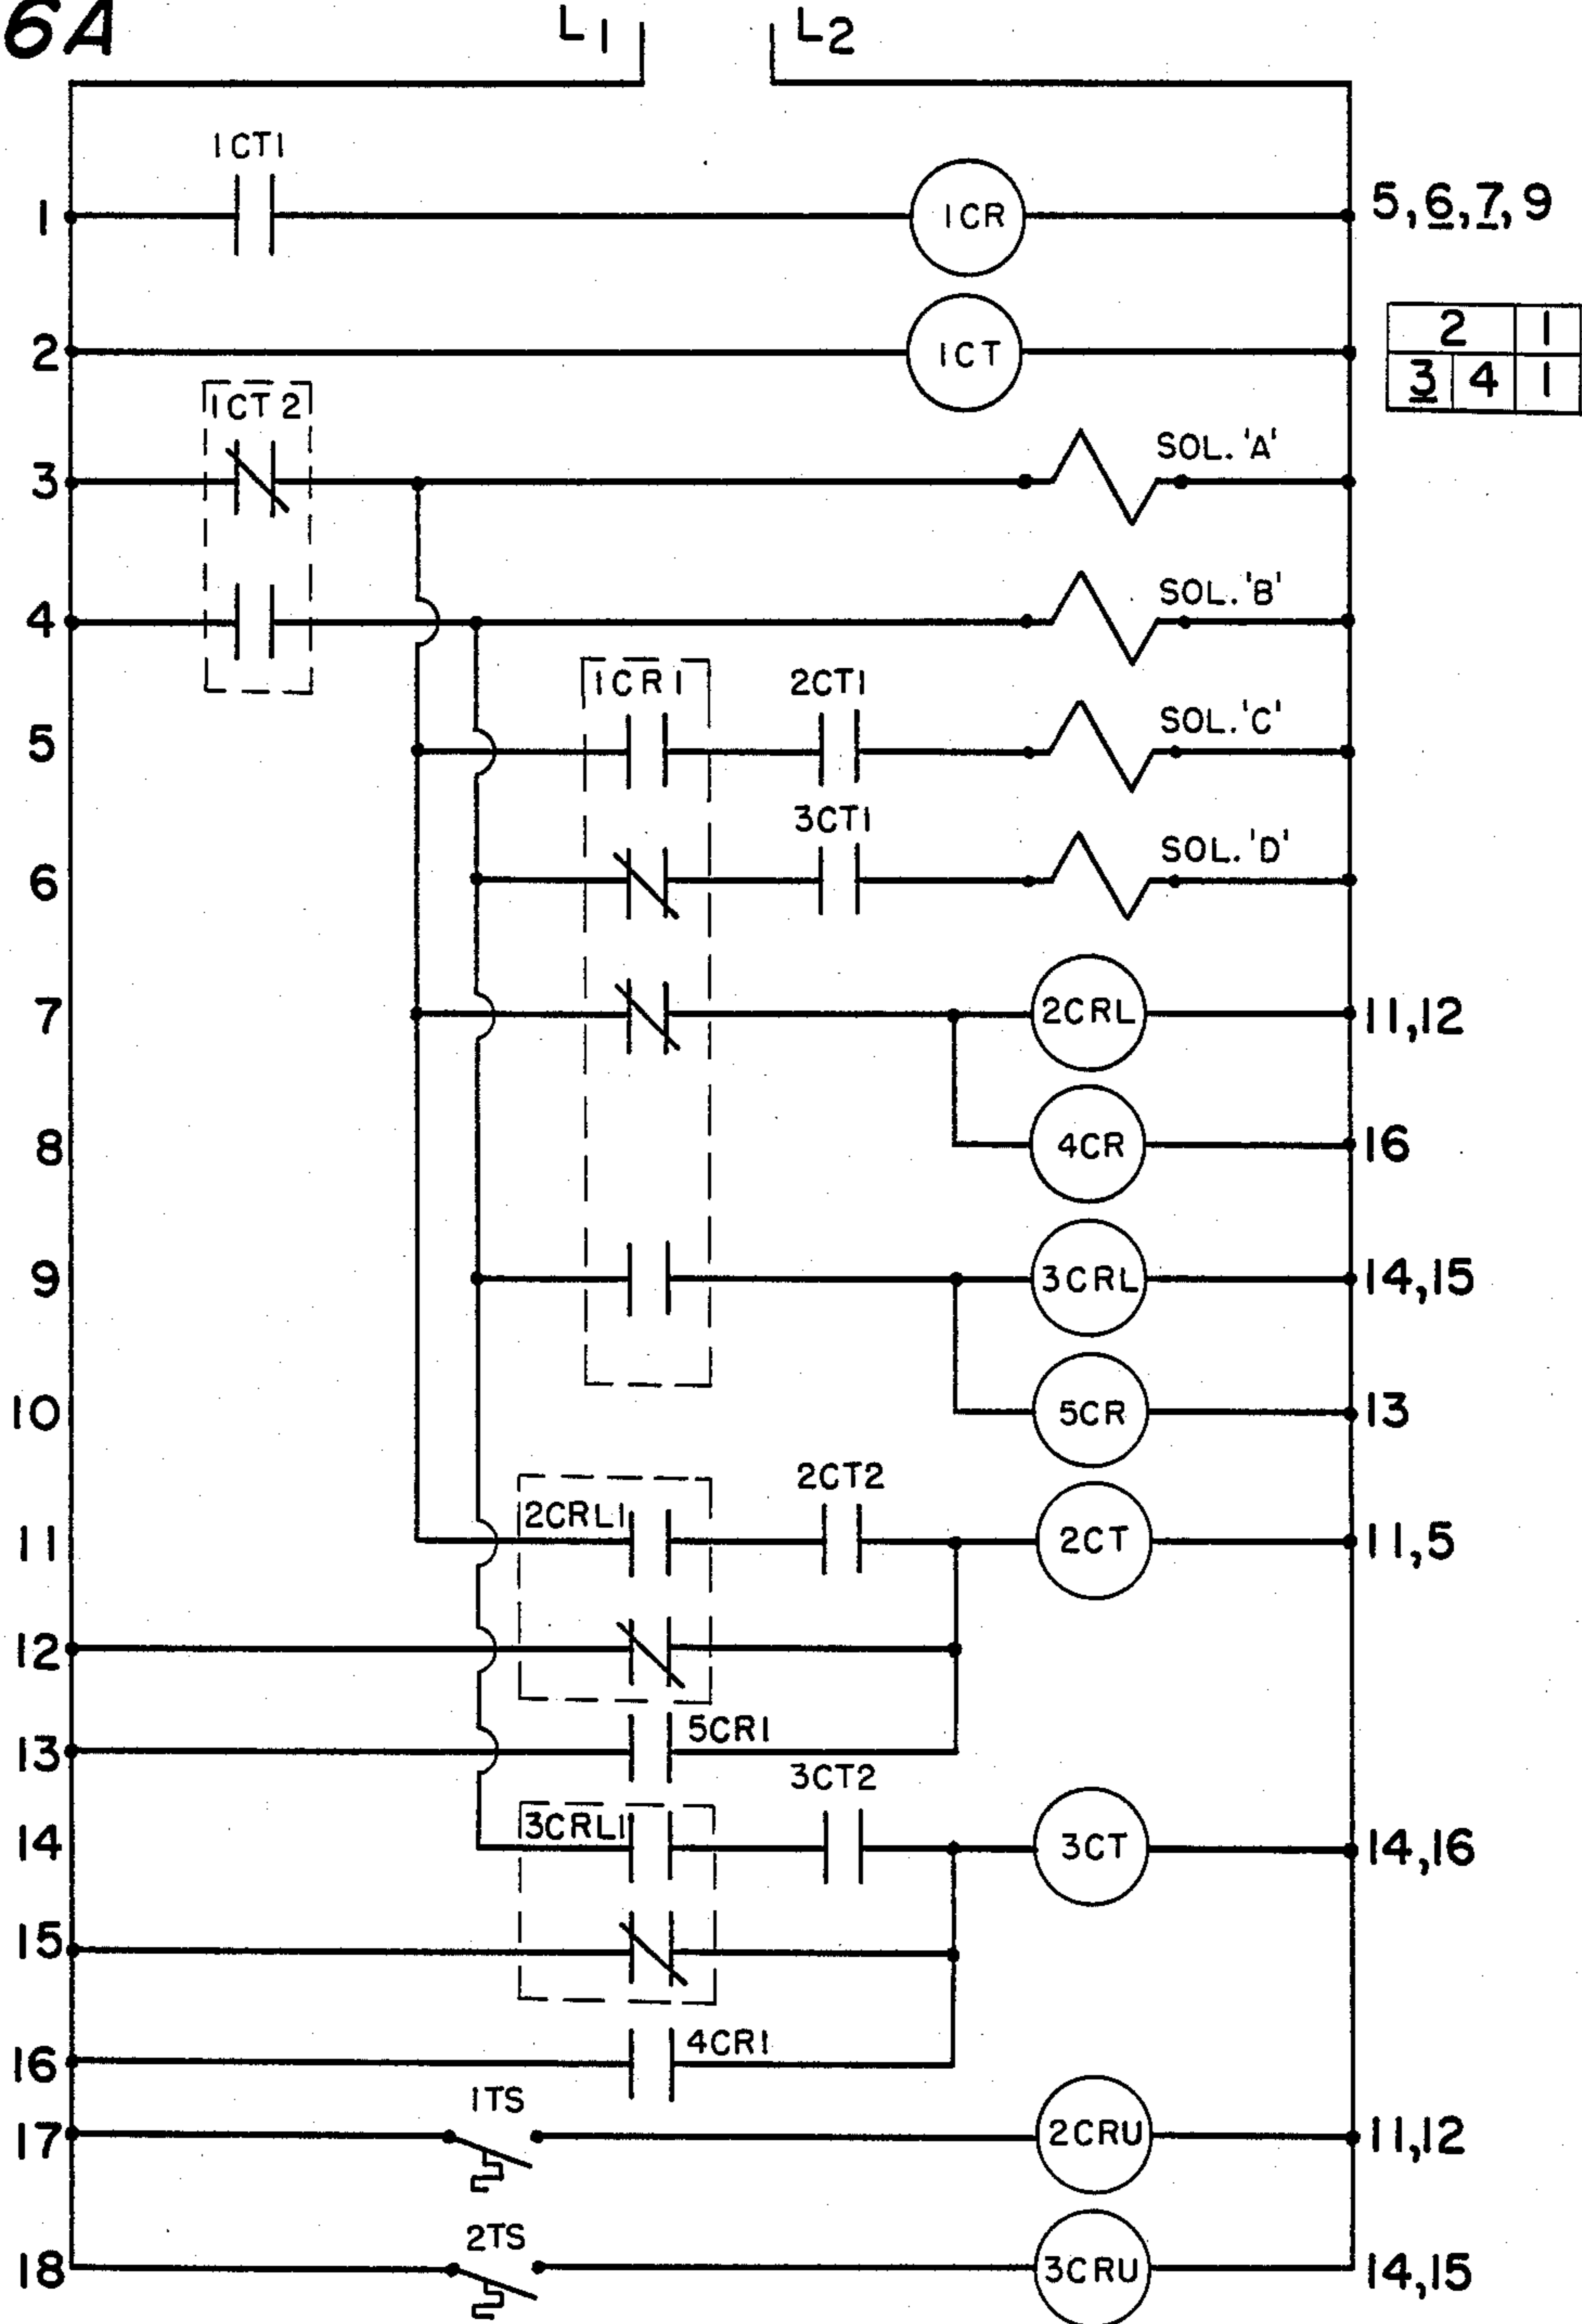 6A
L1 L2
1CT1
1 1CR 5,6,7,9
2 1CT
2 1
3 4 1
1CT2
3 SOL. 'A'
4 SOL. 'B'
1CR1 2CT1
5 SOL. 'C'
3CT1
6 SOL. 'D'
7 2CRL 11,12
8 4CR 16
9 3CRL 14,15
10 5CR 13
2CT2
11 2CRL1 2CT 11,5
12
13 5CR1
3CT2
14 3CRL1 3CT 14,16
15
16 4CR1
1TS
17 2CRU 11,12
2TS
18 3CRU 14,15